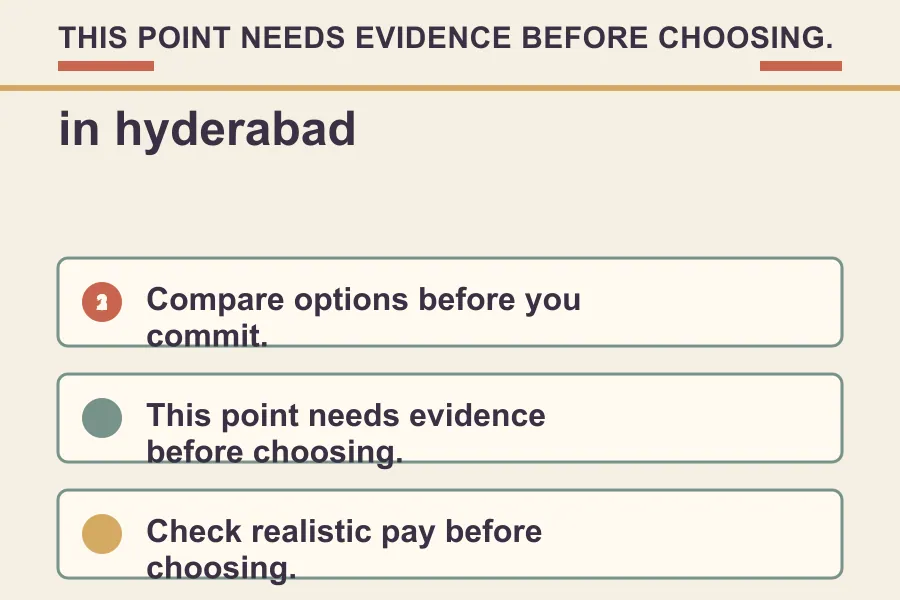 THIS POINT NEEDS EVIDENCE BEFORE CHOOSING.
in hyderabad
Compare options before you
commit.
This point needs evidence
before choosing.
Check realistic pay before
choosing.